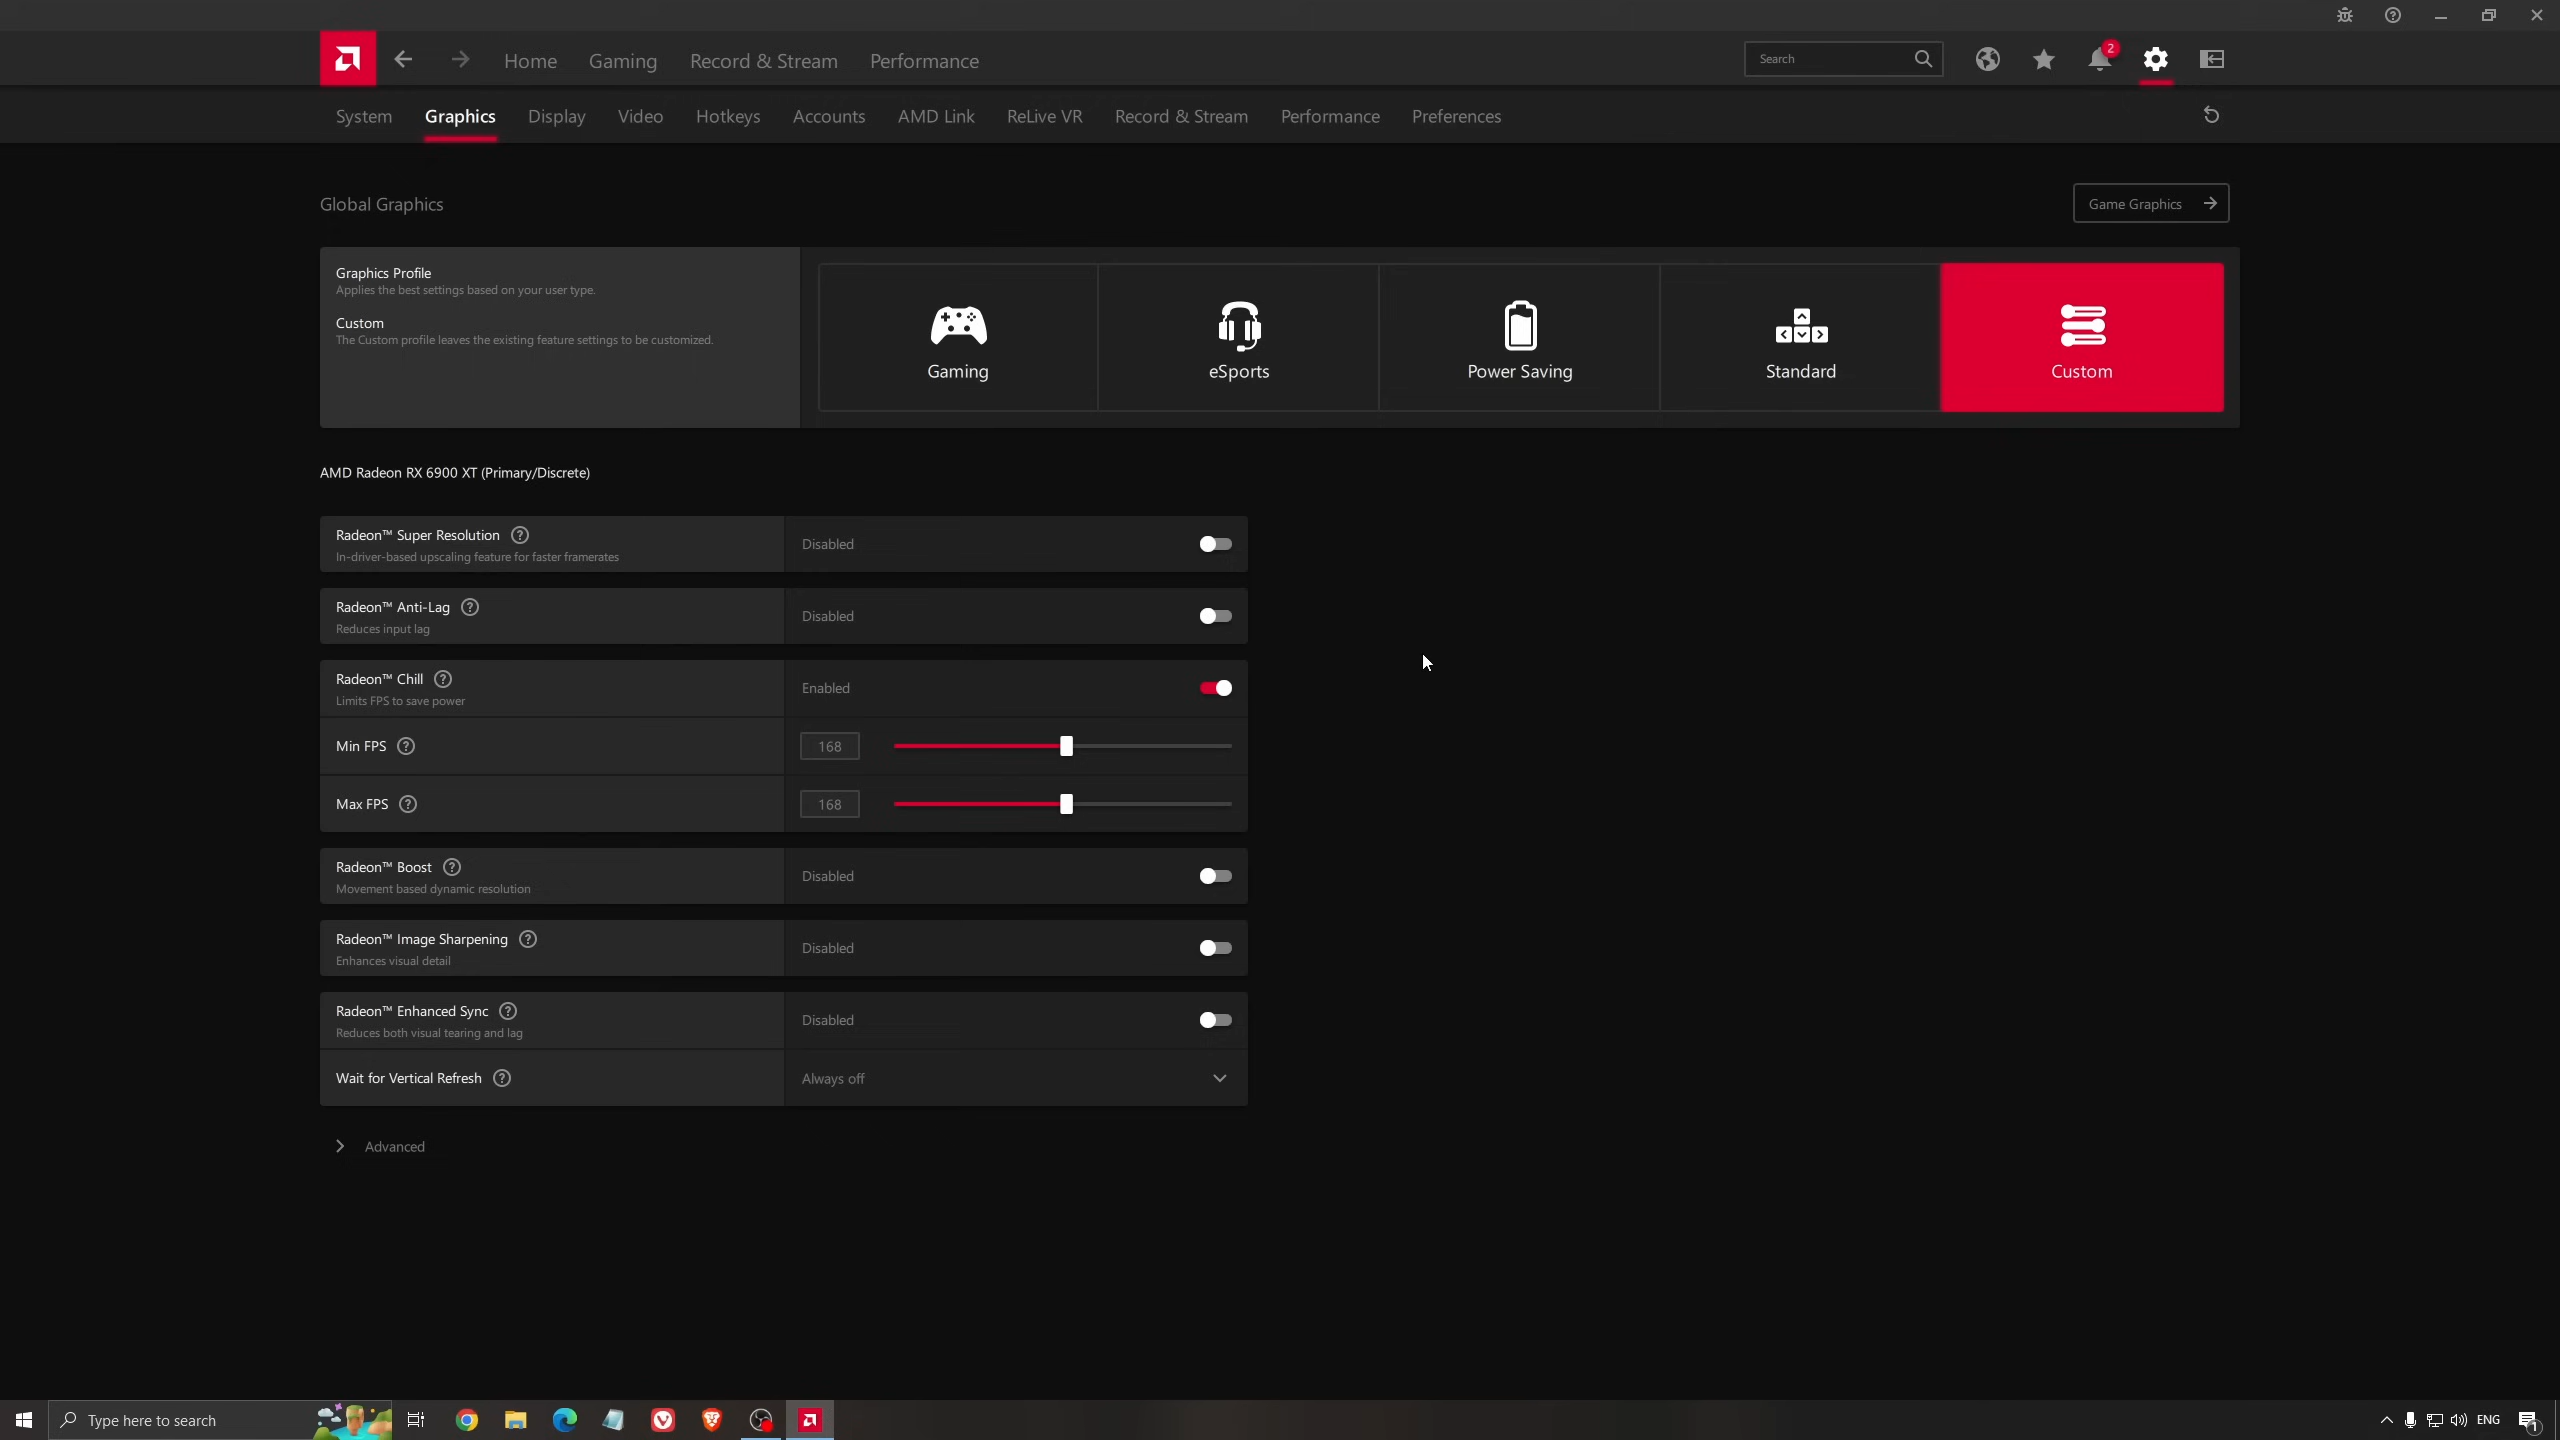 Home
Gaming
Record & Stream
Performance
Search
2
System
Graphics
Display
Video
Hotkeys
Accounts
AMD Link
ReLive VR
Record & Stream
Performance
Preferences
Global Graphics
Game Graphics
Graphics Profile
Applies the best settings based on your user type.
Custom
The Custom profile leaves the existing feature settings to be customized.
Gaming
eSports
Power Saving
Standard
Custom
AMD Radeon RX 6900 XT (Primary/Discrete)
Radeon™ Super Resolution
In-driver-based upscaling feature for faster framerates
Disabled
Radeon™ Anti-Lag
Reduces input lag
Disabled
Radeon™ Chill
Limits FPS to save power
Enabled
Min FPS
168
Max FPS
168
Radeon™ Boost
Movement based dynamic resolution
Disabled
Radeon™ Image Sharpening
Enhances visual detail
Disabled
Radeon™ Enhanced Sync
Reduces both visual tearing and lag
Disabled
Wait for Vertical Refresh
Always off
Advanced
Type here to search
ENG
1